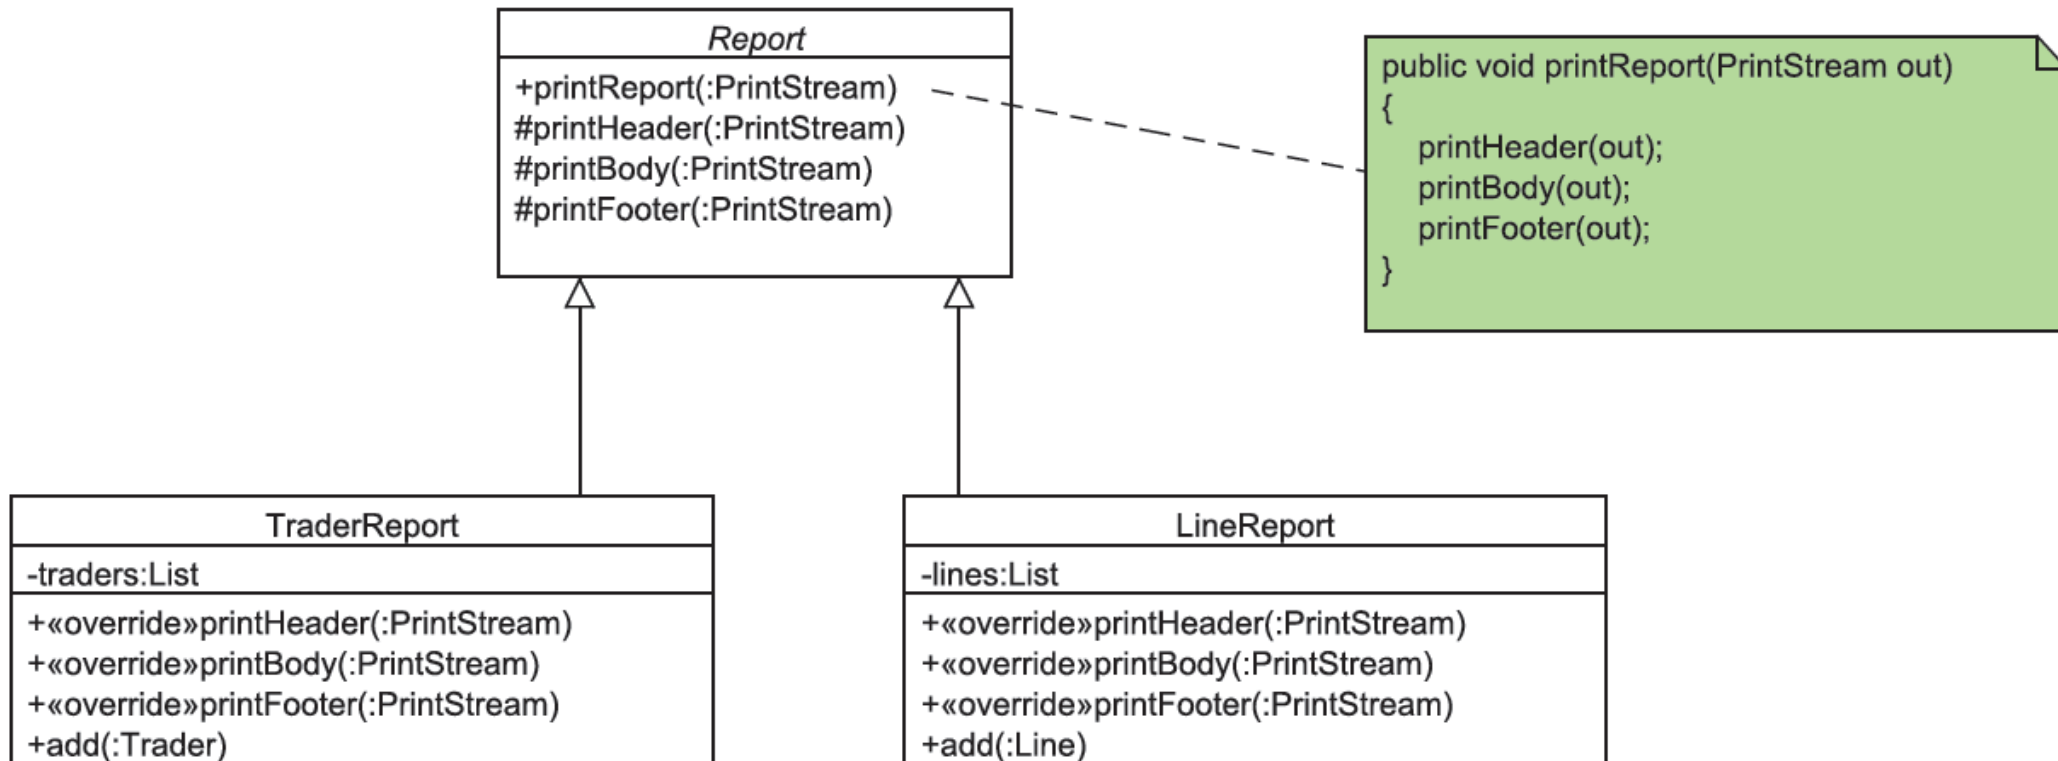 Report
+printReport(:PrintStream)
#printHeader(:PrintStream)
#printBody(:PrintStream)
#printFooter(:PrintStream)
public void printReport(PrintStream out)
{
printHeader(out);
printBody(out);
printFooter(out);
}
TraderReport
-traders:List
+«override»printHeader(:PrintStream)
+«override»printBody(:PrintStream)
+«override»printFooter(:PrintStream)
+add(:Trader)
LineReport
-lines:List
+«override»printHeader(:PrintStream)
+«override»printBody(:PrintStream)
+«override»printFooter(:PrintStream)
+add(:Line)